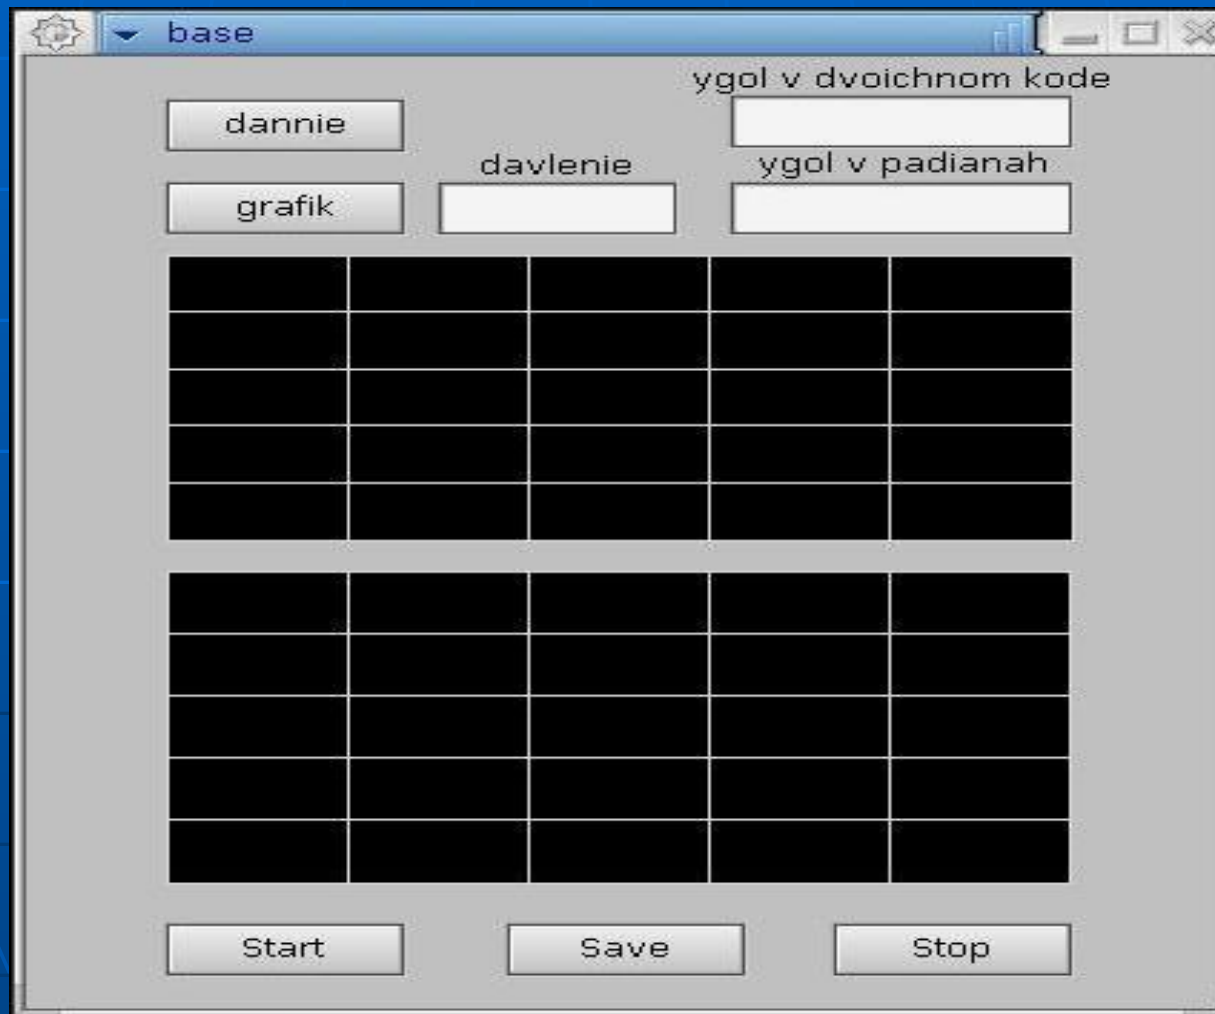 base
ygol v dvoichnom kode
dannie
davlenie
ygol v padianah
grafik
Start
Save
Stop